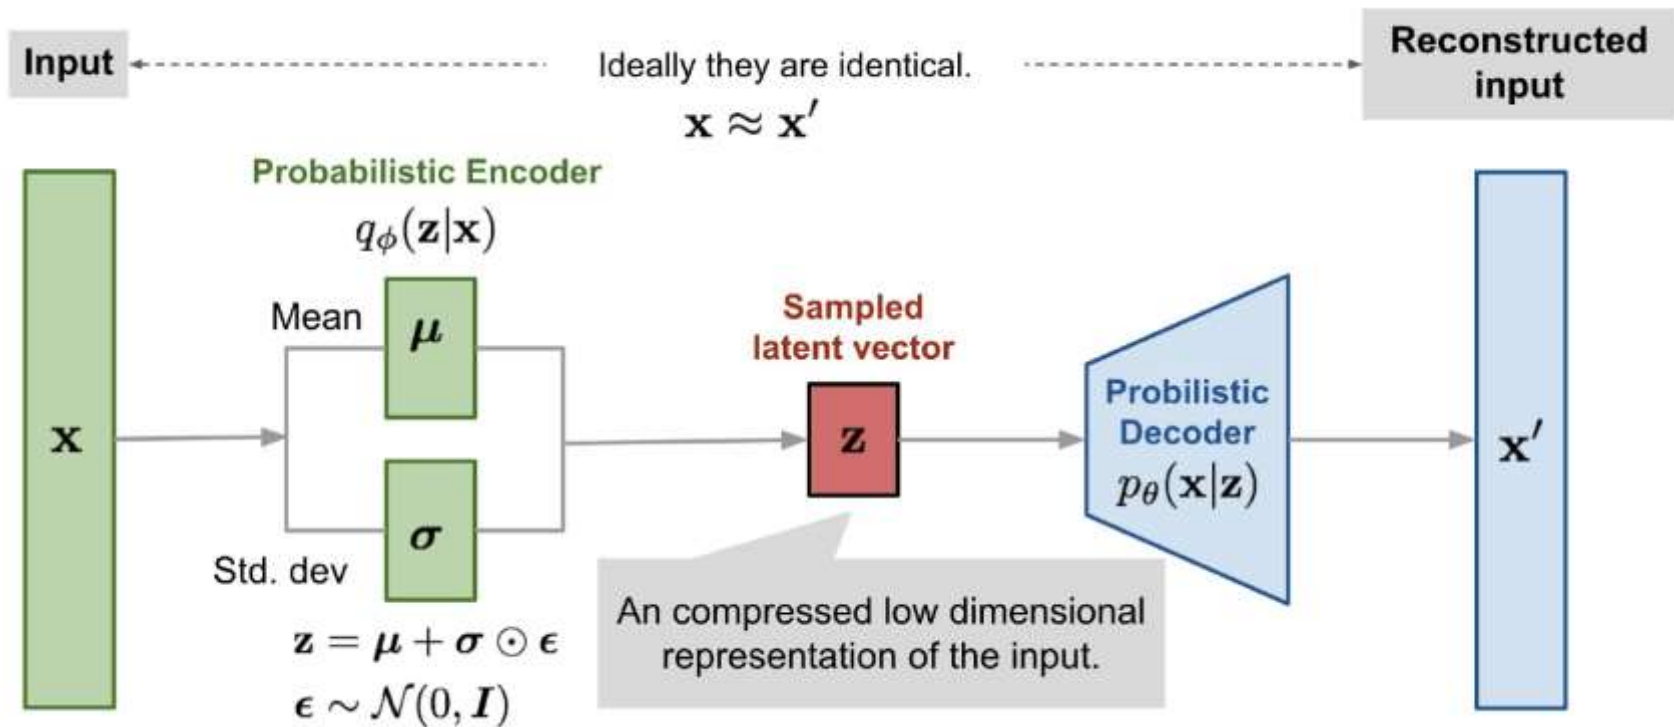 Input
Ideally they are identical.
x ≈ x′
Reconstructed
input
Probabilistic Encoder
qϕ(z|x)
Mean
μ
x
σ
Std. dev
z = μ + σ ⊙ ϵ
ϵ ∼ 𝒩(0, I)
Sampled
latent vector
z
An compressed low dimensional
representation of the input.
Probilistic
Decoder
pθ(x|z)
x′